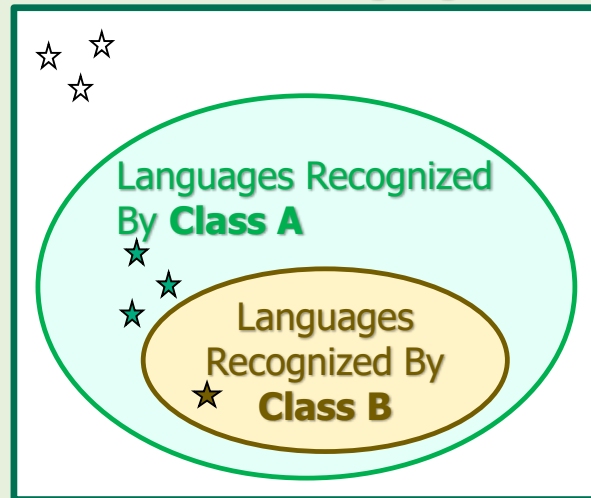 Languages Recognized
By Class A
Languages
Recognized By
Class B